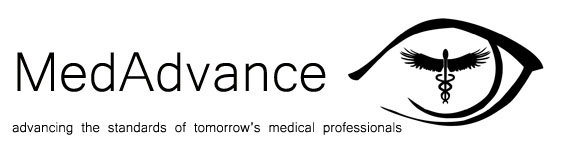 MedAdvance
advancing the standards of tomorrow's medical professionals